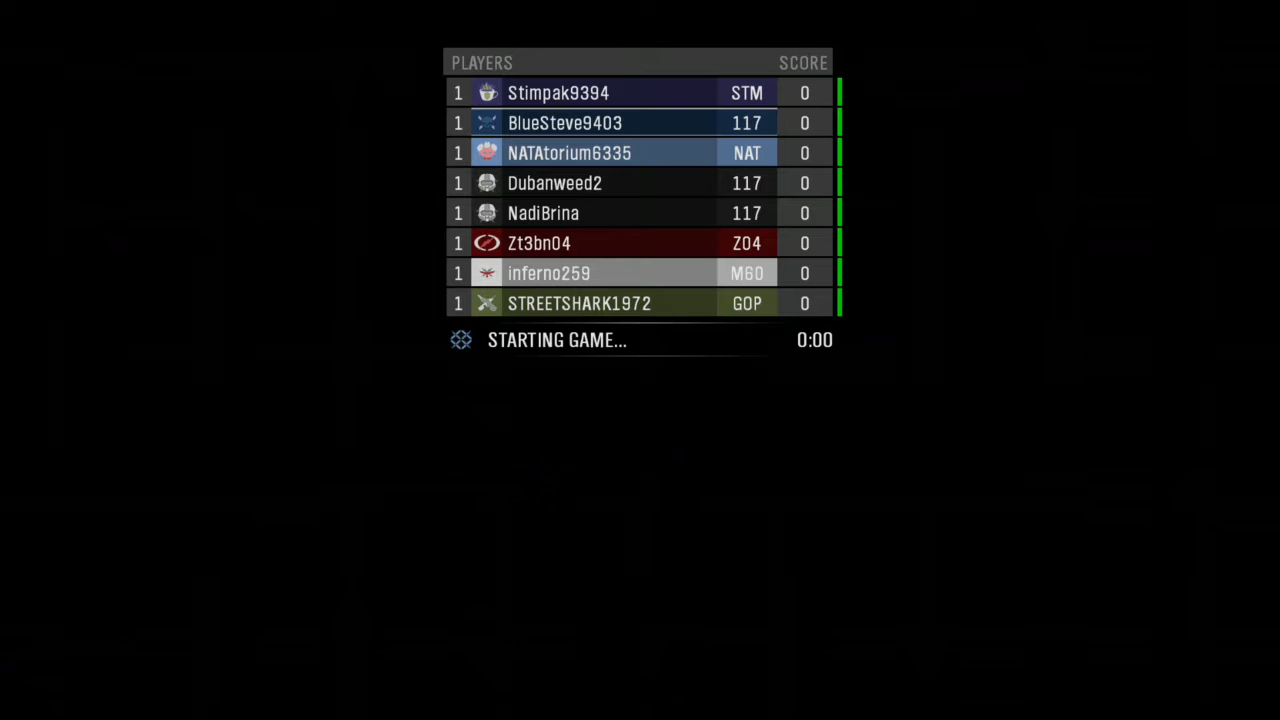 PLAYERS SCORE
1 Stimpak9394 STM 0
1 BlueSteve9403 117 0
1 NATAtorium6335 NAT 0
1 Dubanweed2 117 0
1 NadiBrina 117 0
1 Zt3bn04 Z04 0
1 inferno259 M60 0
1 STREETSHARK1972 GOP 0
STARTING GAME... 0:00